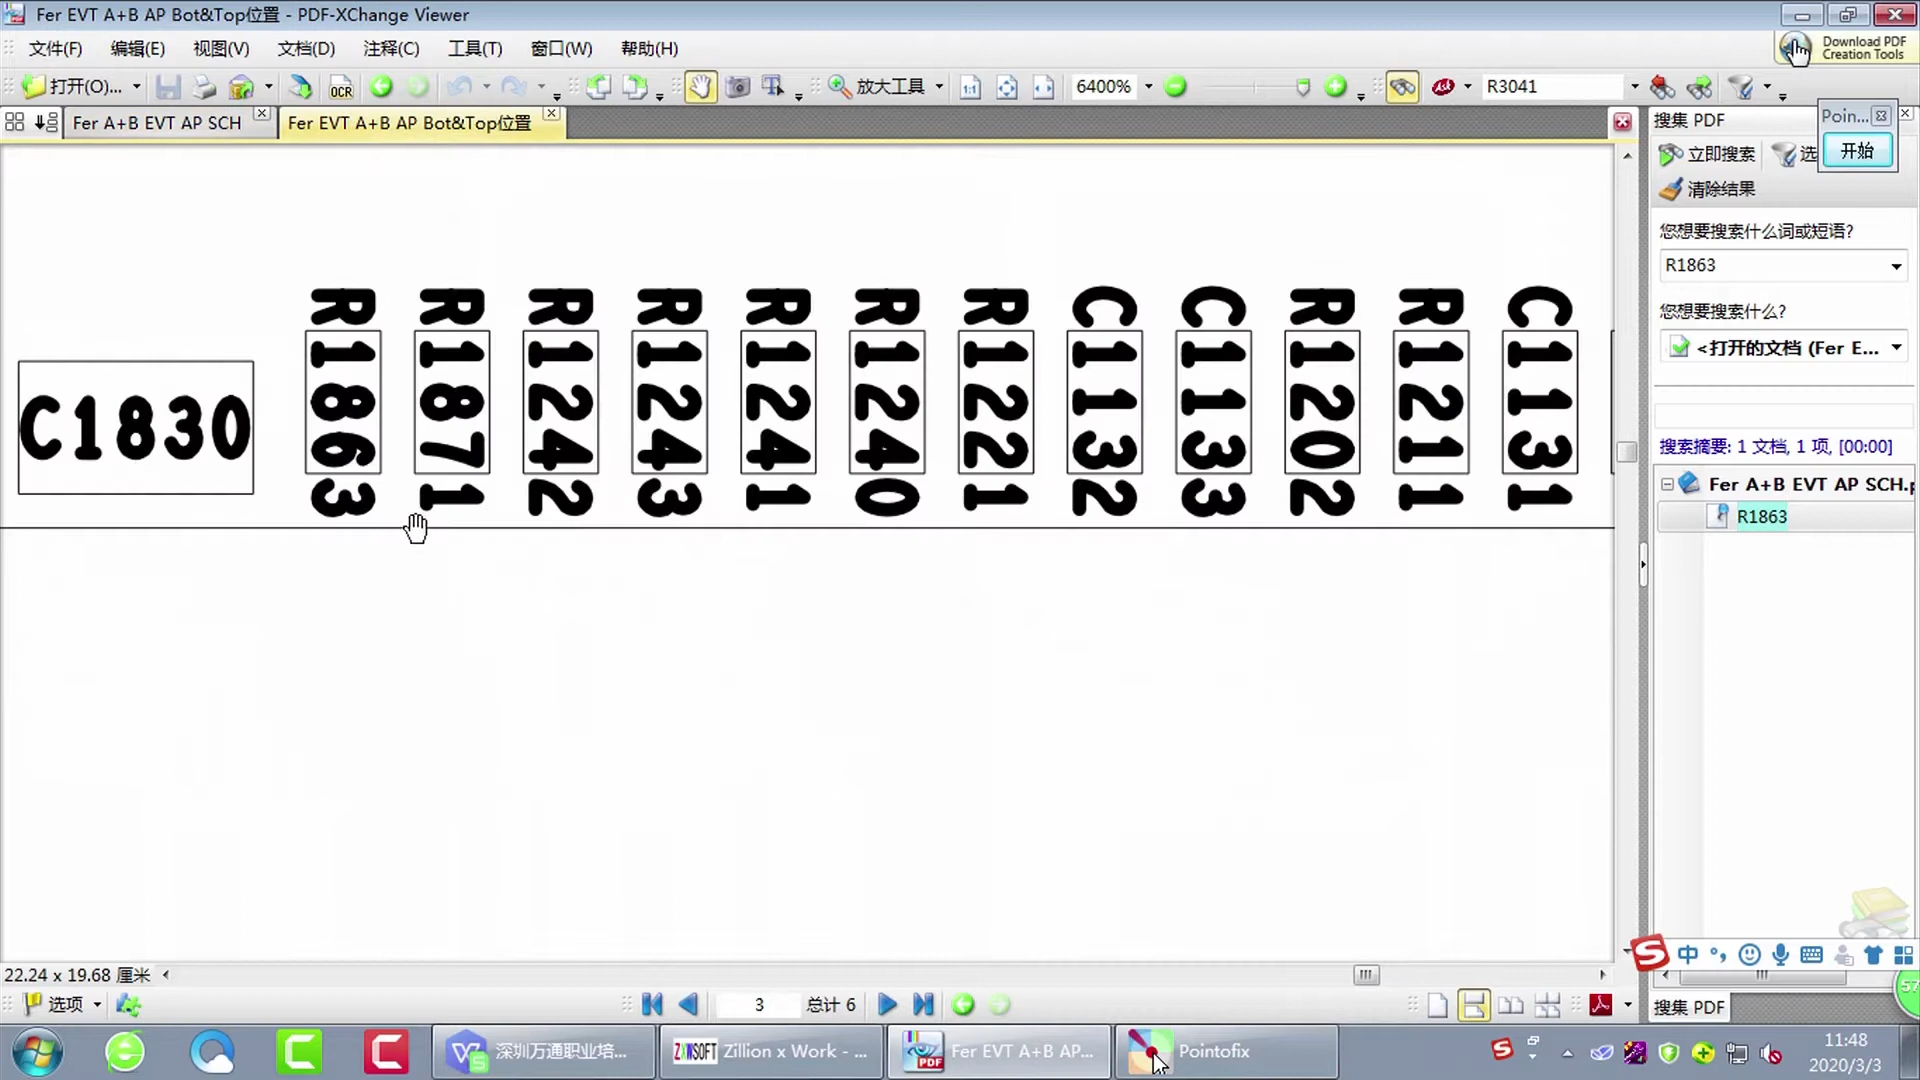 Fer EVT A+B AP Bot&Top位置 - PDF-XChange Viewer
文件(F) 编辑(E) 视图(V) 文档(D) 注释(C) 工具(T) 窗口(W) 帮助(H)
Download PDF
Creation Tools
打开(O)... OCR 放大工具 1:1 6400% R3041
Fer A+B EVT AP SCH Fer EVT A+B AP Bot&Top位置
搜集 PDF
Poin...
开始
立即搜索 选
清除结果
您想要搜索什么词或短语?
R1863
您想要搜索什么?
<打开的文档 (Fer E...
搜索摘要: 1 文档, 1 项, [00:00]
Fer A+B EVT AP SCH.p
R1863
C1830
R1863
R1871
R1242
R1243
R1241
R1240
R1221
C1132
C1133
R1202
R1211
C1131
中
57
22.24 x 19.68 厘米
选项 3 总计 6
搜集 PDF
深圳万通职业培...
ZXWSOFT Zillion x Work - ...
PDF Fer EVT A+B AP...
Pointofix
11:48
2020/3/3